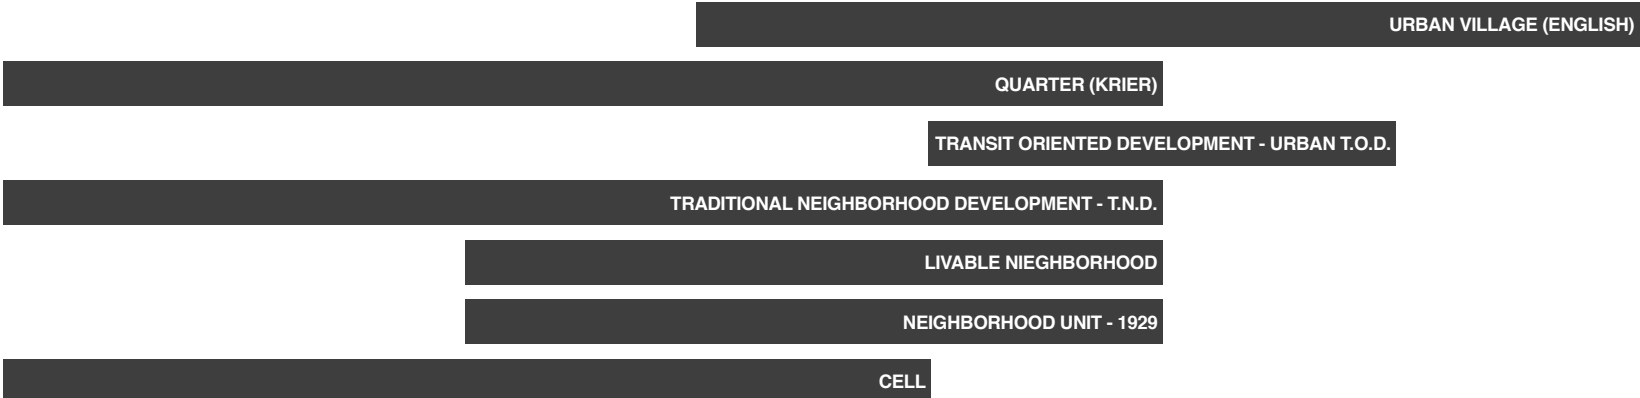 URBAN VILLAGE (ENGLISH)
QUARTER (KRIER)
TRANSIT ORIENTED DEVELOPMENT - URBAN T.O.D.
TRADITIONAL NEIGHBORHOOD DEVELOPMENT - T.N.D.
LIVABLE NIEGHBORHOOD
NEIGHBORHOOD UNIT - 1929
CELL